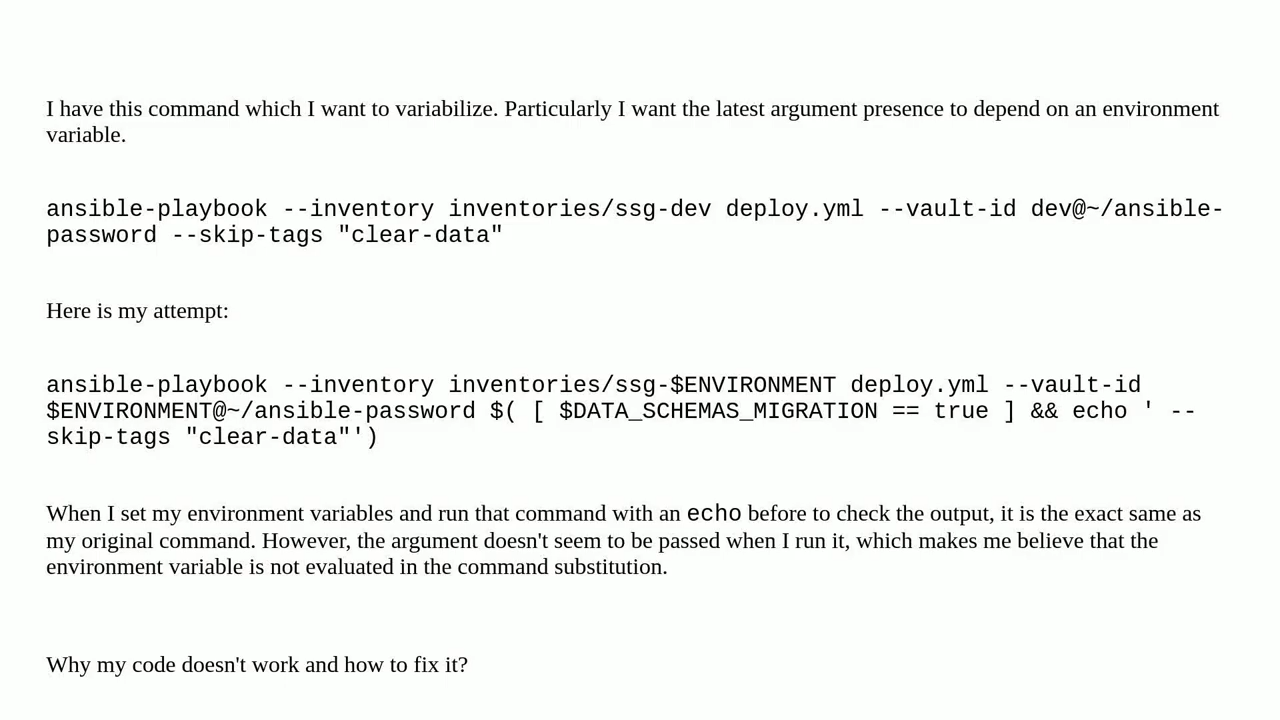 I have this command which I want to variabilize. Particularly I want the latest argument presence to depend on an environment
variable.
ansible-playbook --inventory inventories/ssg-dev deploy.yml --vault-id dev@~/ansible-
password --skip-tags "clear-data"
Here is my attempt:
ansible-playbook --inventory inventories/ssg-$ENVIRONMENT deploy.yml --vault-id
$ENVIRONMENT@~/ansible-password $( [ $DATA_SCHEMAS_MIGRATION == true ] && echo ' --
skip-tags "clear-data"')
When I set my environment variables and run that command with an echo before to check the output, it is the exact same as
my original command. However, the argument doesn't seem to be passed when I run it, which makes me believe that the
environment variable is not evaluated in the command substitution.
Why my code doesn't work and how to fix it?